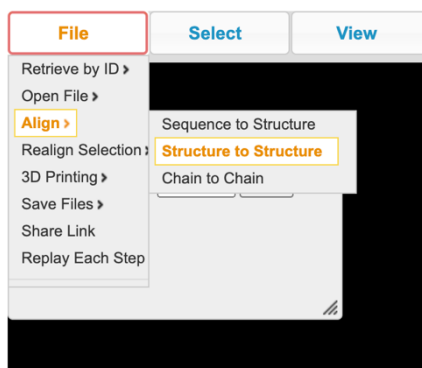 File Select View
Retrieve by ID ›
Open File ›
Align ›
Realign Selection ›
3D Printing ›
Save Files ›
Share Link
Replay Each Step
Sequence to Structure
Structure to Structure
Chain to Chain